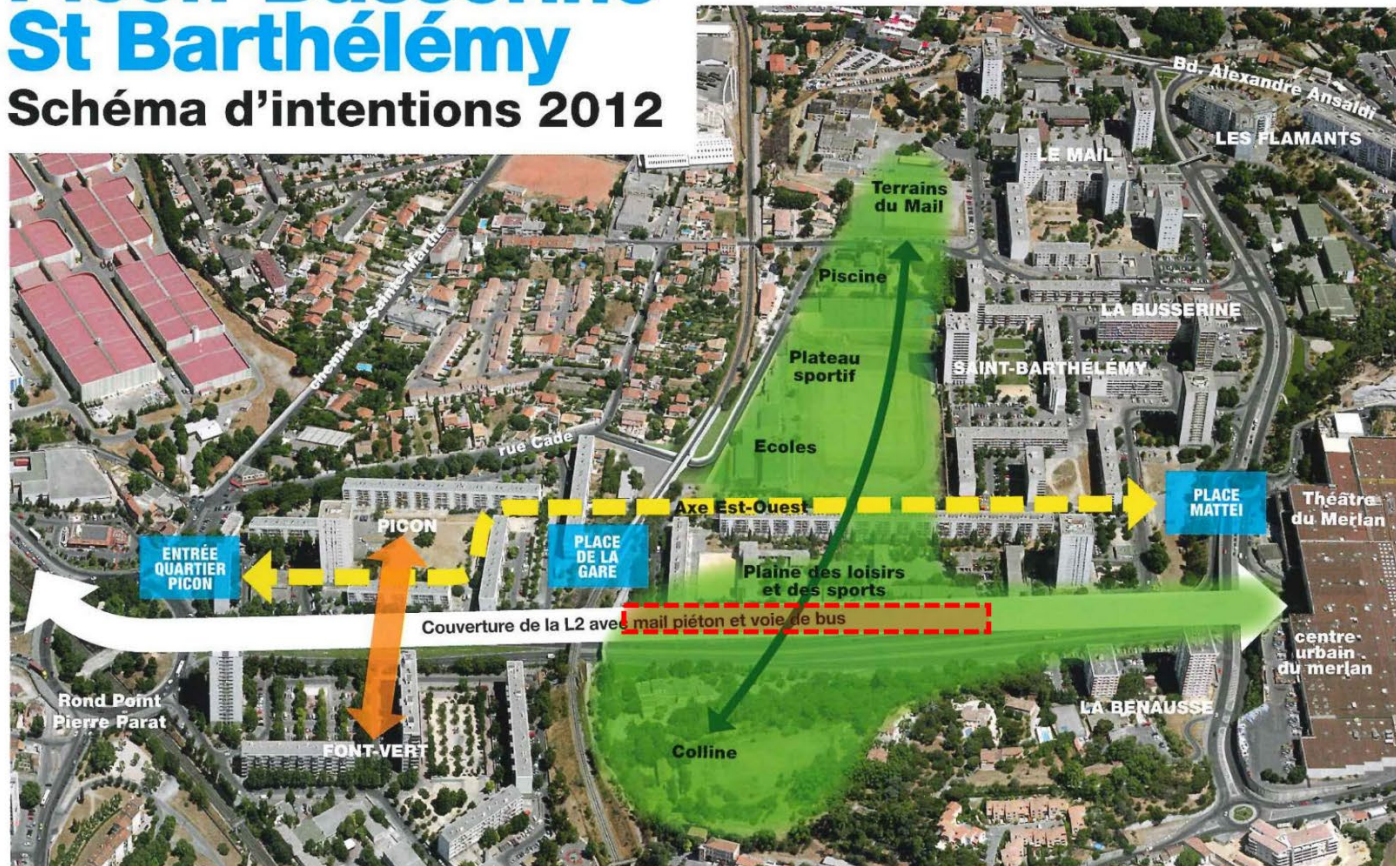 St Barthélémy
Schéma d'intentions 2012
Bd. Alexandre Ansaldi
LES FLAMANTS
LE MAIL
Terrains
du Mail
chemin de Sainte-Marthe
Piscine
LA BUSSERINE
Plateau
sportif
SAINT-BARTHÉLÉMY
rue Cade
Ecoles
Axe Est-Ouest
PLACE
MATTEI
Théâtre
du Merlan
PICON
ENTRÉE
QUARTIER
PICON
PLACE
DE LA
GARE
Plaine des loisirs
et des sports
Couverture de la L2 avec mail piéton et voie de bus
centre
urbain
du merlan
Rond Point
Pierre Parat
FONT-VERT
LA BENAUSSE
Colline